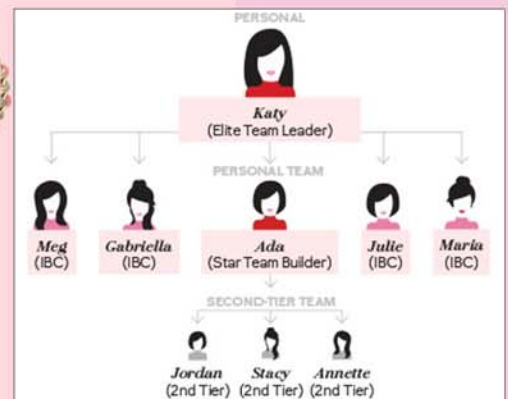 PERSONAL
Katy
(Elite Team Leader)
PERSONAL TEAM
Meg
(IBC)
Gabriella
(IBC)
Ada
(Star Team Builder)
Julie
(IBC)
Maria
(IBC)
SECOND-TIER TEAM
Jordan
(2nd Tier)
Stacy
(2nd Tier)
Annette
(2nd Tier)